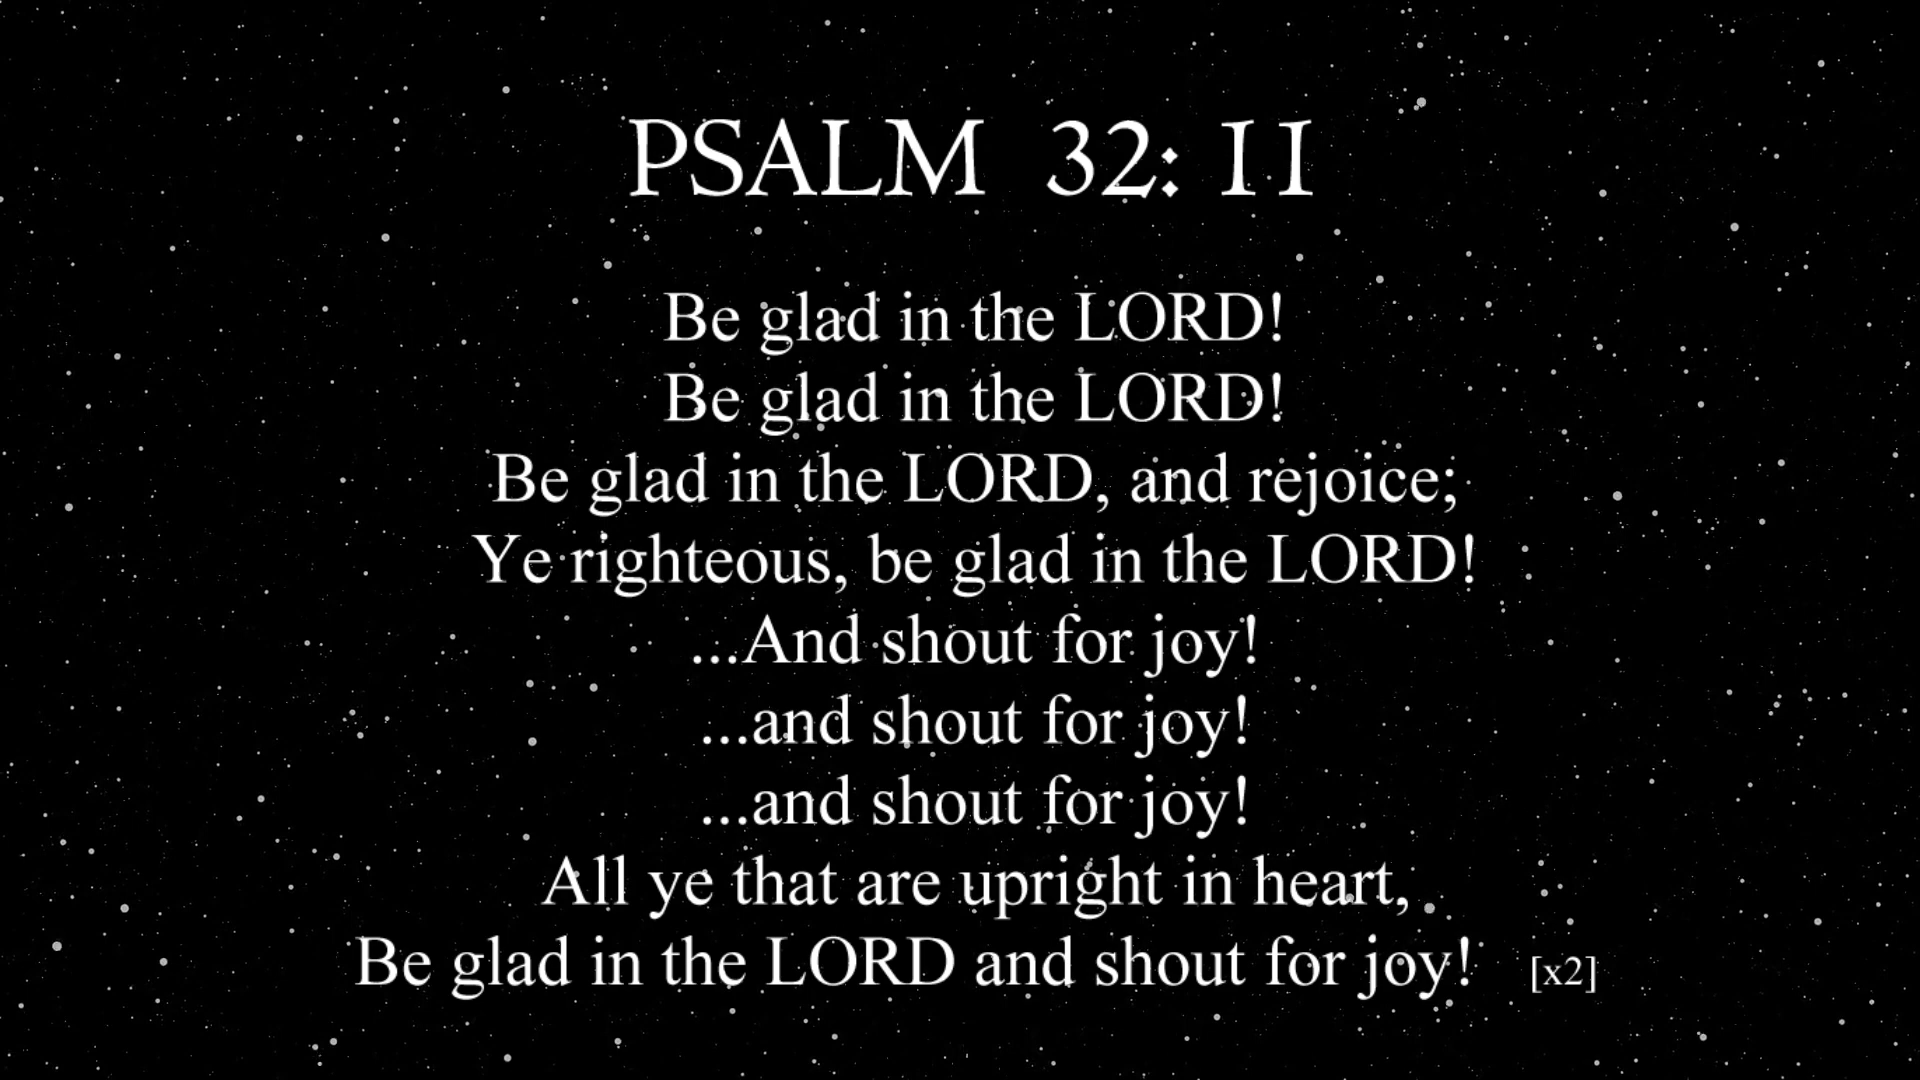 PSALM 32: 11
Be glad in the LORD!
Be glad in the LORD!
Be glad in the LORD, and rejoice;
Ye righteous, be glad in the LORD!
...And shout for joy!
...and shout for joy!
...and shout for joy!
All ye that are upright in heart,
Be glad in the LORD and shout for joy! [x2]